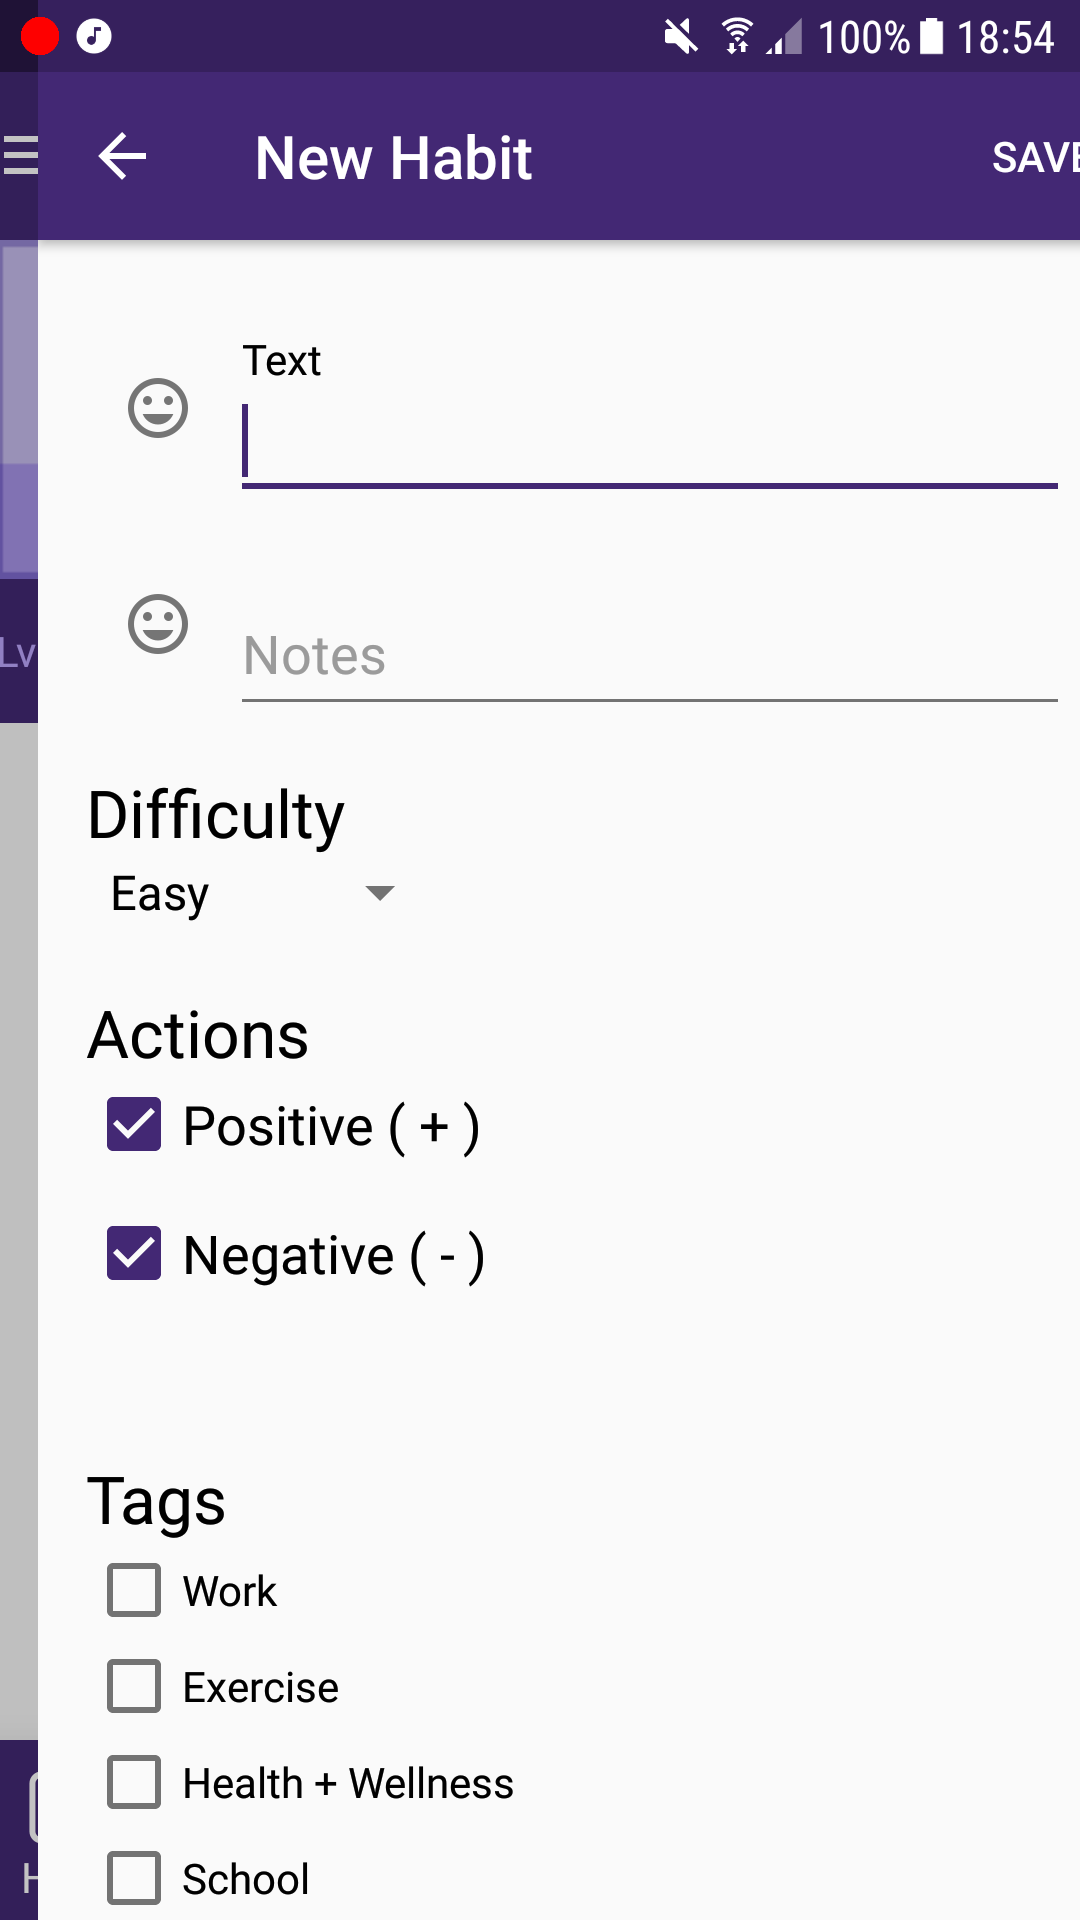 100% 18:54
New Habit
SAVE
Text
Notes
Lv
Difficulty
Easy
Actions
Positive ( + )
Negative ( - )
Tags
Work
Exercise
Health + Wellness
School
H